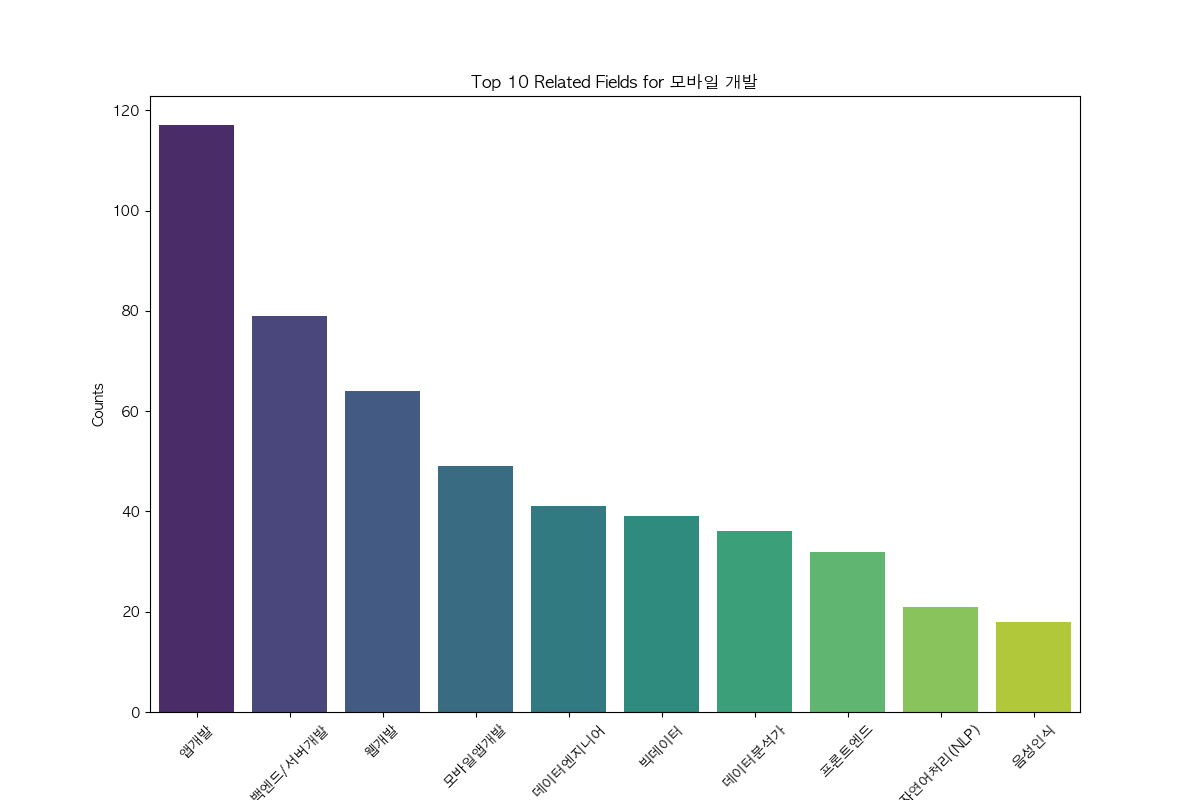 Top 10 Related Fields for 모바일 개발
Counts
120
100
80
60
40
20
0
앱개발
백엔드/서버개발
웹개발
모바일앱개발
데이터엔지니어
빅데이터
데이터분석가
프론트엔드
자연어처리(NLP)
음성인식